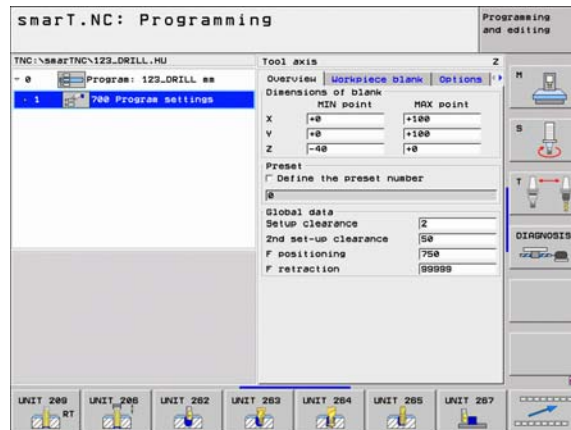 smarT.NC: Programming
Programming
and editing
TNC:\smarTNC\123_DRILL.HU
Tool axis Z
0 Program: 123_DRILL mm
1 700 Program settings
Overview Workpiece blank Options
Dimensions of blank
MIN point MAX point
X +0 +100
Y +0 +100
Z -40 +0
Preset
Define the preset number
0
Global data
Setup clearance 2
2nd set-up clearance 50
F positioning 750
F retraction 99999
M
S
T
DIAGNOSIS
UNIT 209 RT
UNIT 206
UNIT 262
UNIT 263
UNIT 264
UNIT 265
UNIT 267